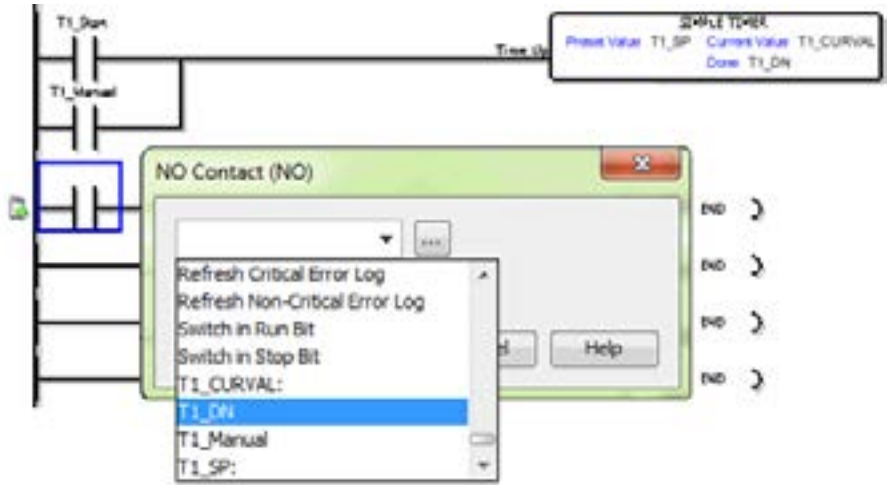 T1_Start
SIMPLE TIMER
Time Up
Preset Value T1_SP Current Value T1_CURVAL
Done T1_DN
T1_Manual
NO Contact (NO)
END
...
Refresh Critical Error Log
END
Refresh Non-Critical Error Log
Switch in Run Bit
END
Switch in Stop Bit
Help
T1_CURVAL:
END
T1_DN
T1_Manual
T1_SP: